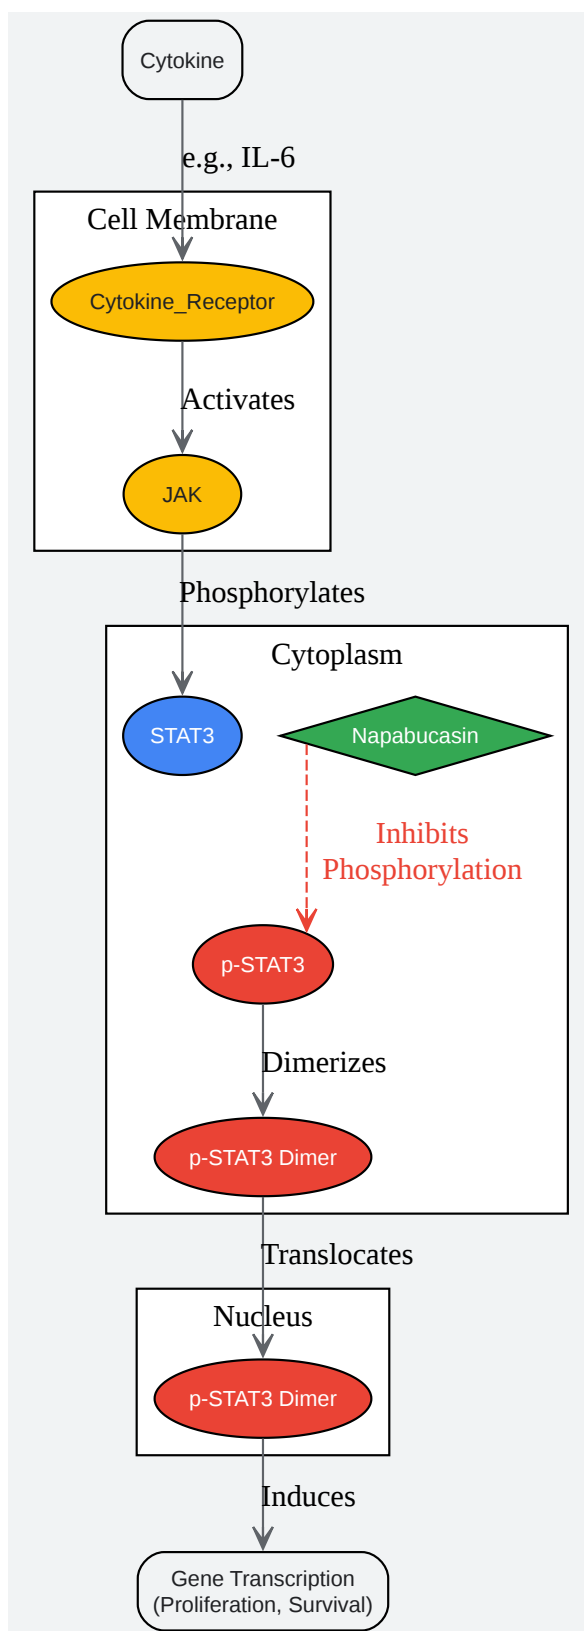 Cytokine
e.g., IL-6
Cell Membrane
Cytokine_Receptor
Activates
JAK
Phosphorylates
Cytoplasm
STAT3
Napabucasin
Inhibits
Phosphorylation
p-STAT3
Dimerizes
p-STAT3 Dimer
Translocates
Nucleus
p-STAT3 Dimer
Induces
Gene Transcription
(Proliferation, Survival)